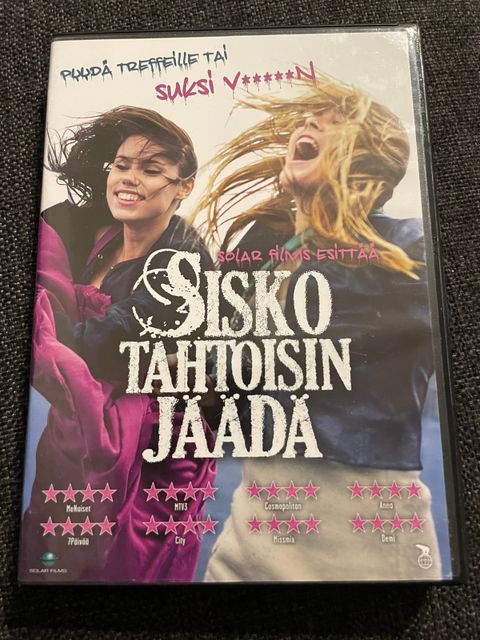 PYYDÄ TREFFEILLE TAI
SUKSI V*****N
SOLAR FILMS ESITTÄÄ
SISKO
TAHTOISIN
JÄÄDÄ
MeNaiset
MTV3
Cosmopolitan
Anna
7Päivää
City
Missmix
Demi
SOLAR FILMS